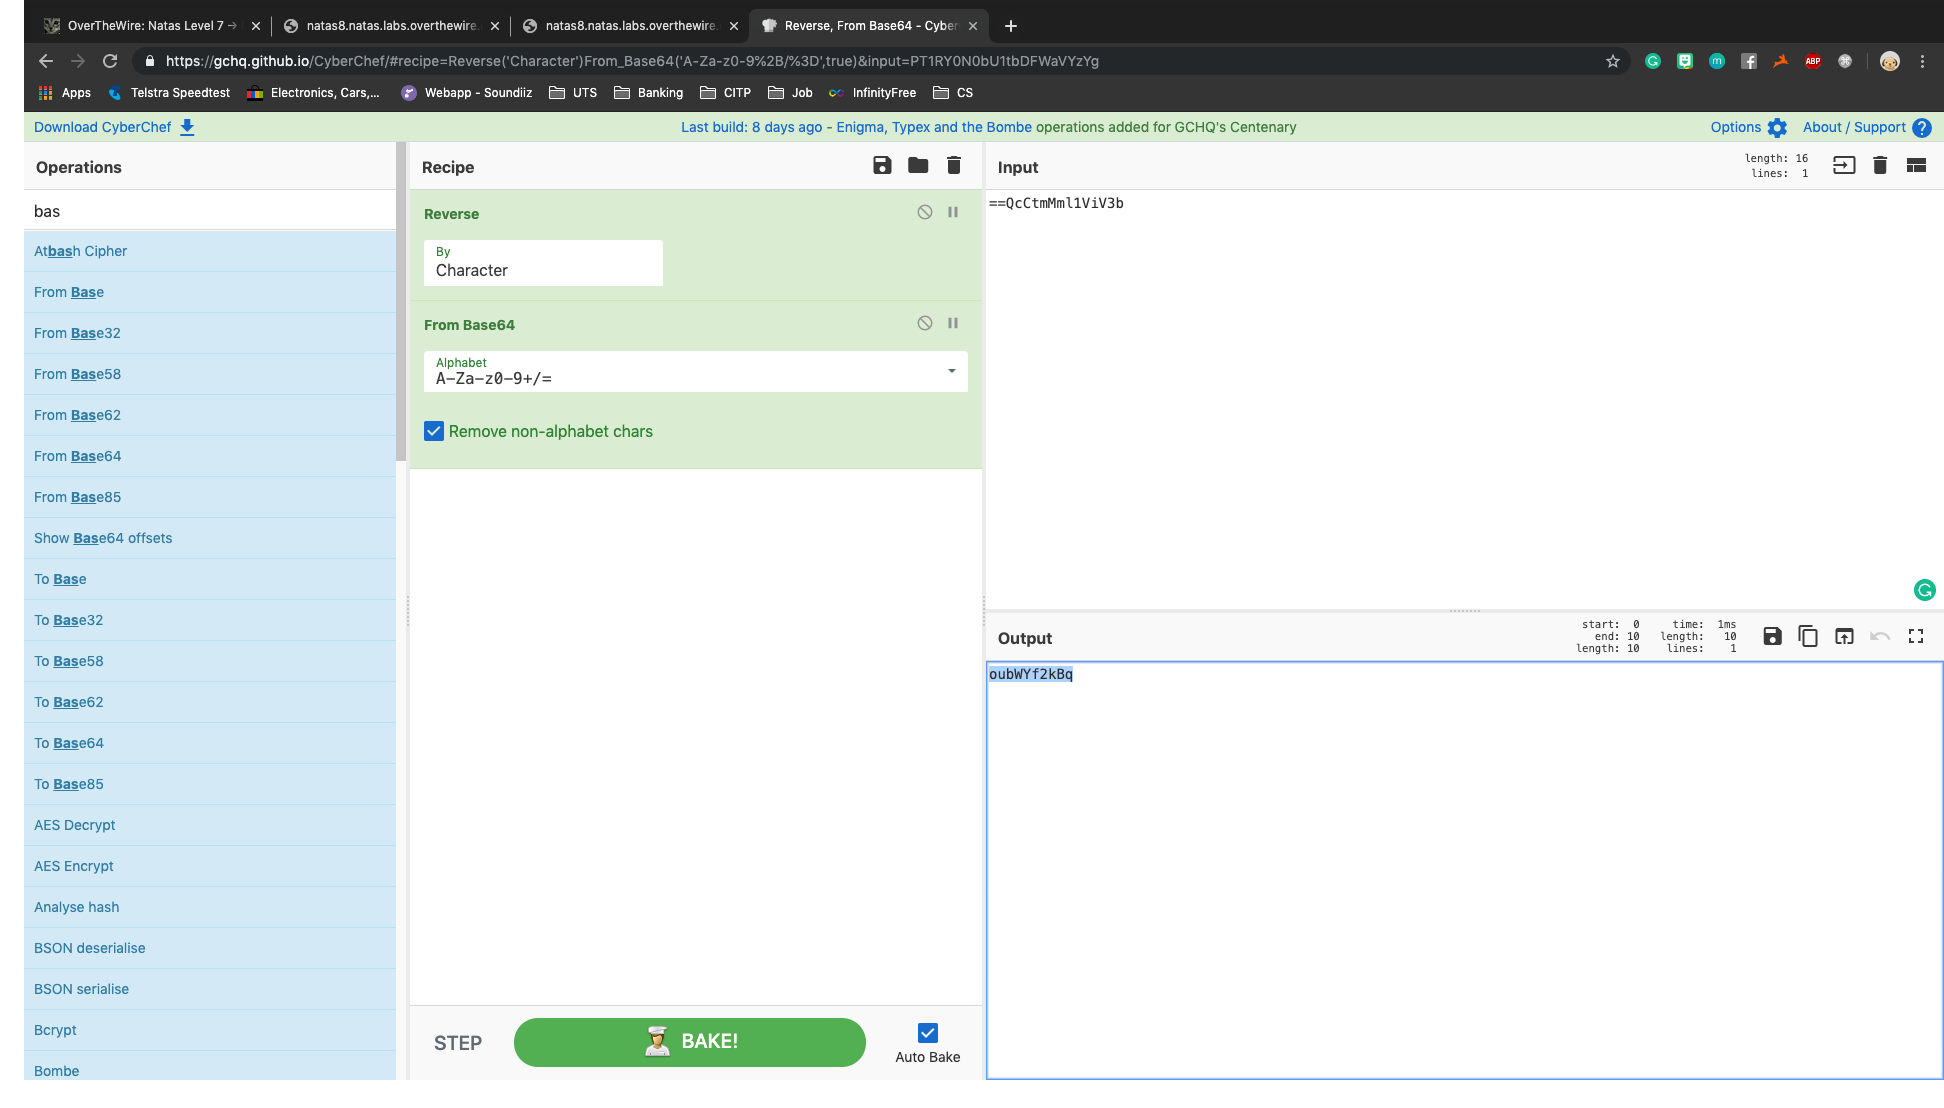 OverTheWire: Natas Level 7 →
natas8.natas.labs.overthewire.
natas8.natas.labs.overthewire.
Reverse, From Base64 - Cyber
https://gchq.github.io/CyberChef/#recipe=Reverse('Character')From_Base64('A-Za-z0-9%2B/%3D',true)&input=PT1RY0N0bU1tbDFWaVYzYg
ABP
Apps
Telstra Speedtest
Electronics, Cars,...
Webapp - Soundiiz
UTS
Banking
CITP
Job
InfinityFree
CS
Download CyberChef
Last build: 8 days ago - Enigma, Typex and the Bombe operations added for GCHQ's Centenary
Options
About / Support ?
Operations
bas
Atbash Cipher
From Base
From Base32
From Base58
From Base62
From Base64
From Base85
Show Base64 offsets
To Base
To Base32
To Base58
To Base62
To Base64
To Base85
AES Decrypt
AES Encrypt
Analyse hash
BSON deserialise
BSON serialise
Bcrypt
Bombe
Recipe
Reverse
By
Character
From Base64
Alphabet
A-Za-z0-9+/=
Remove non-alphabet chars
STEP
BAKE!
Auto Bake
Input
length: 16
lines: 1
==QcCtmMml1ViV3b
Output
start: 0
end: 10
length: 10
time: 1ms
length: 10
lines: 1
oubWYf2kBq